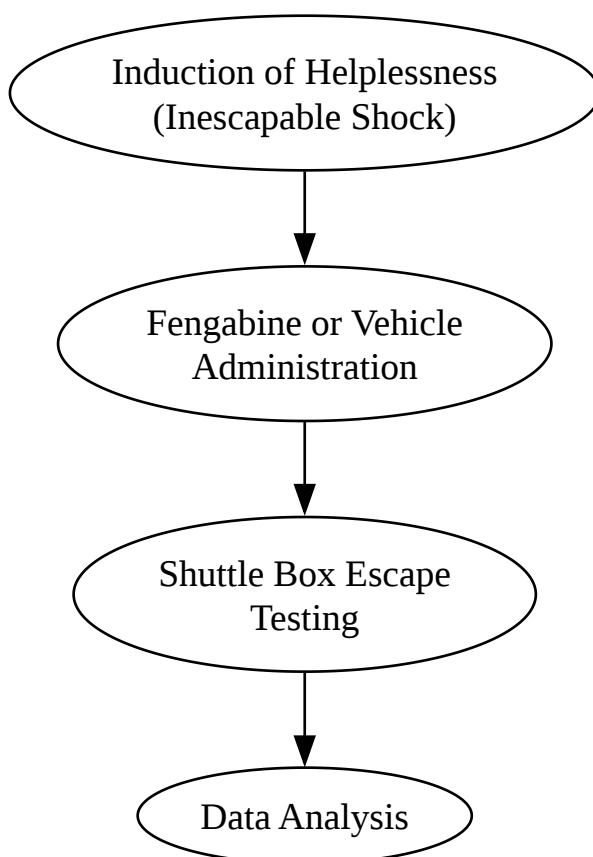 Induction of Helplessness
(Inescapable Shock)
Fengabine or Vehicle
Administration
Shuttle Box Escape
Testing
Data Analysis